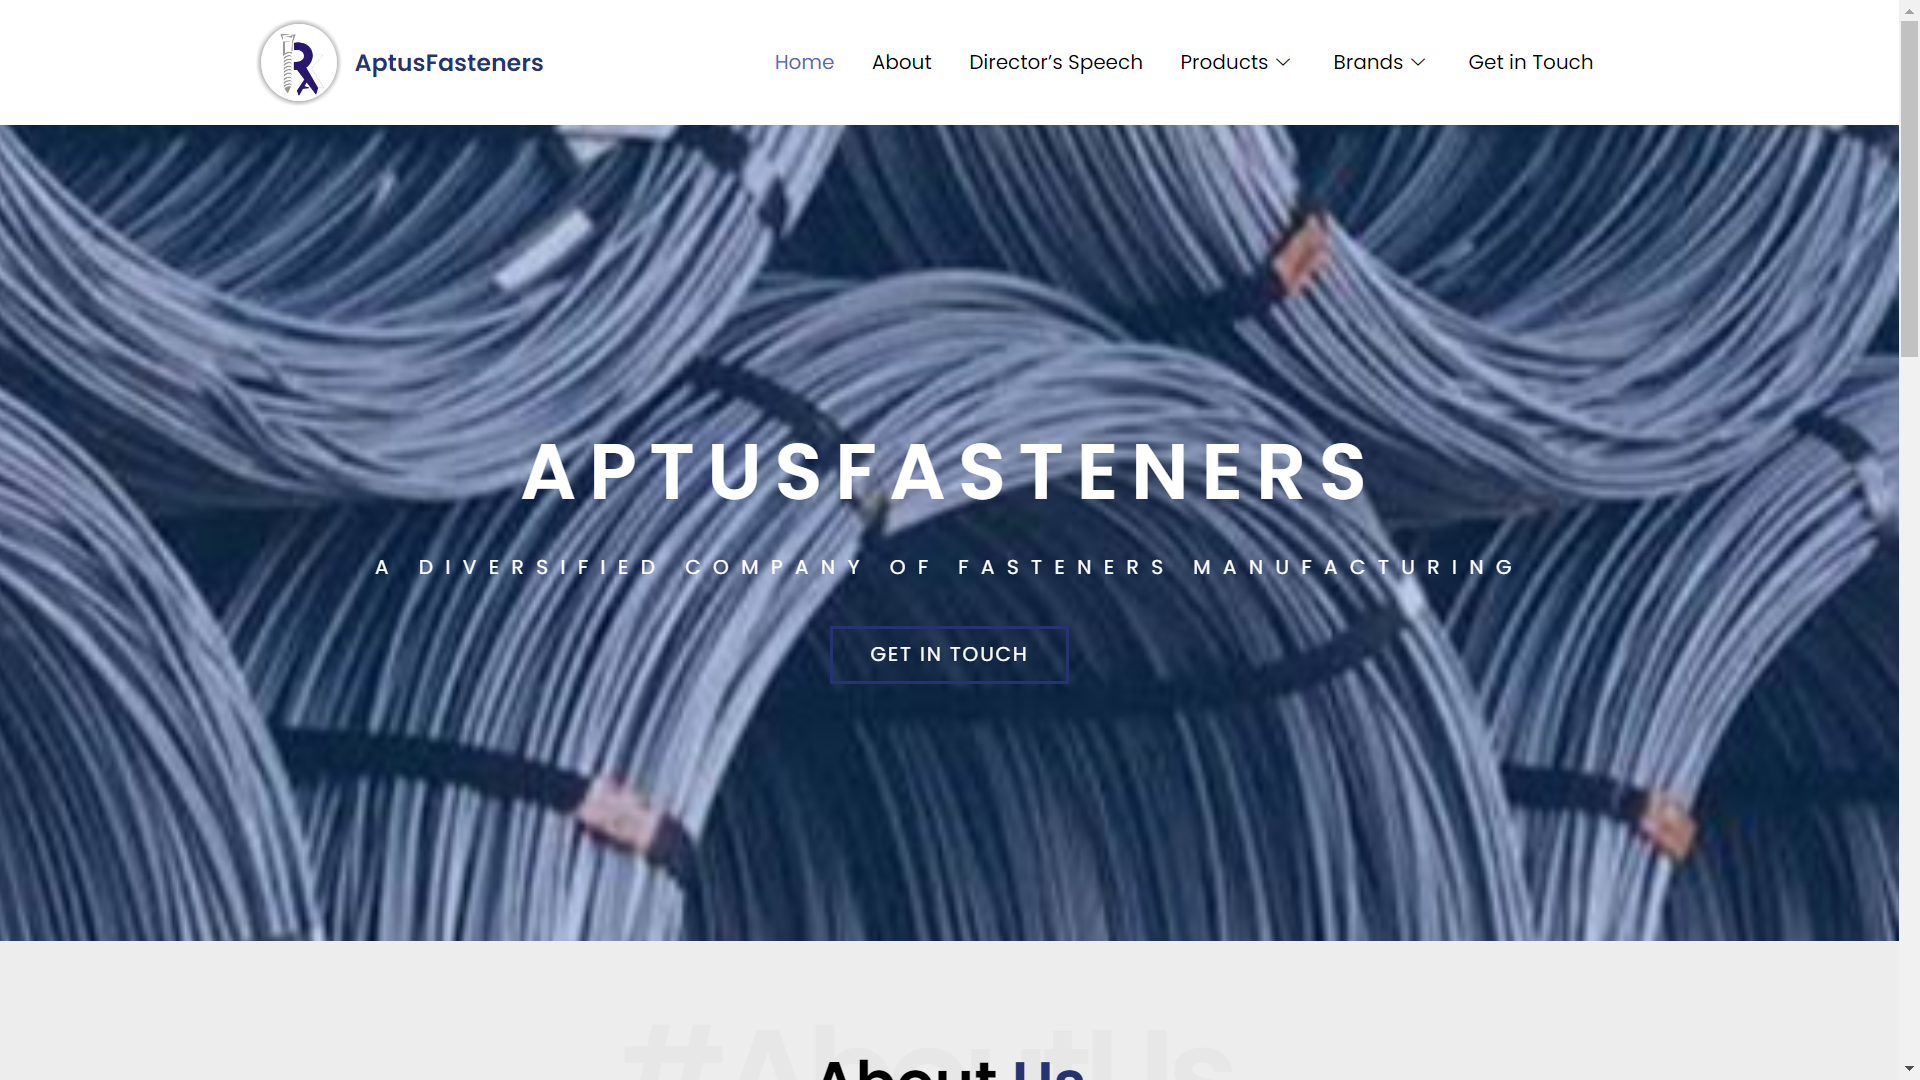 AptusFasteners
Home About Director's Speech Products Brands Get in Touch
APTUSFASTENERS
A DIVERSIFIED COMPANY OF FASTENERS MANUFACTURING
GET IN TOUCH
#AboutUs
About Us